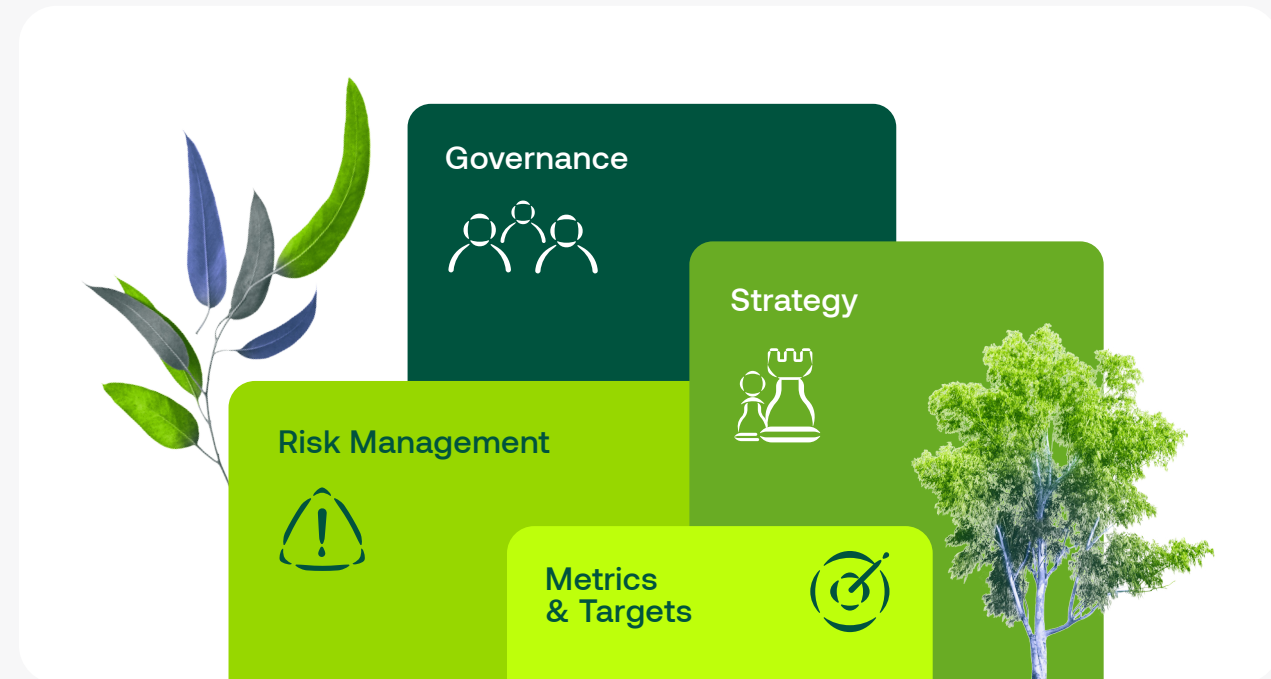 Governance
Strategy
Risk Management
Metrics
& Targets